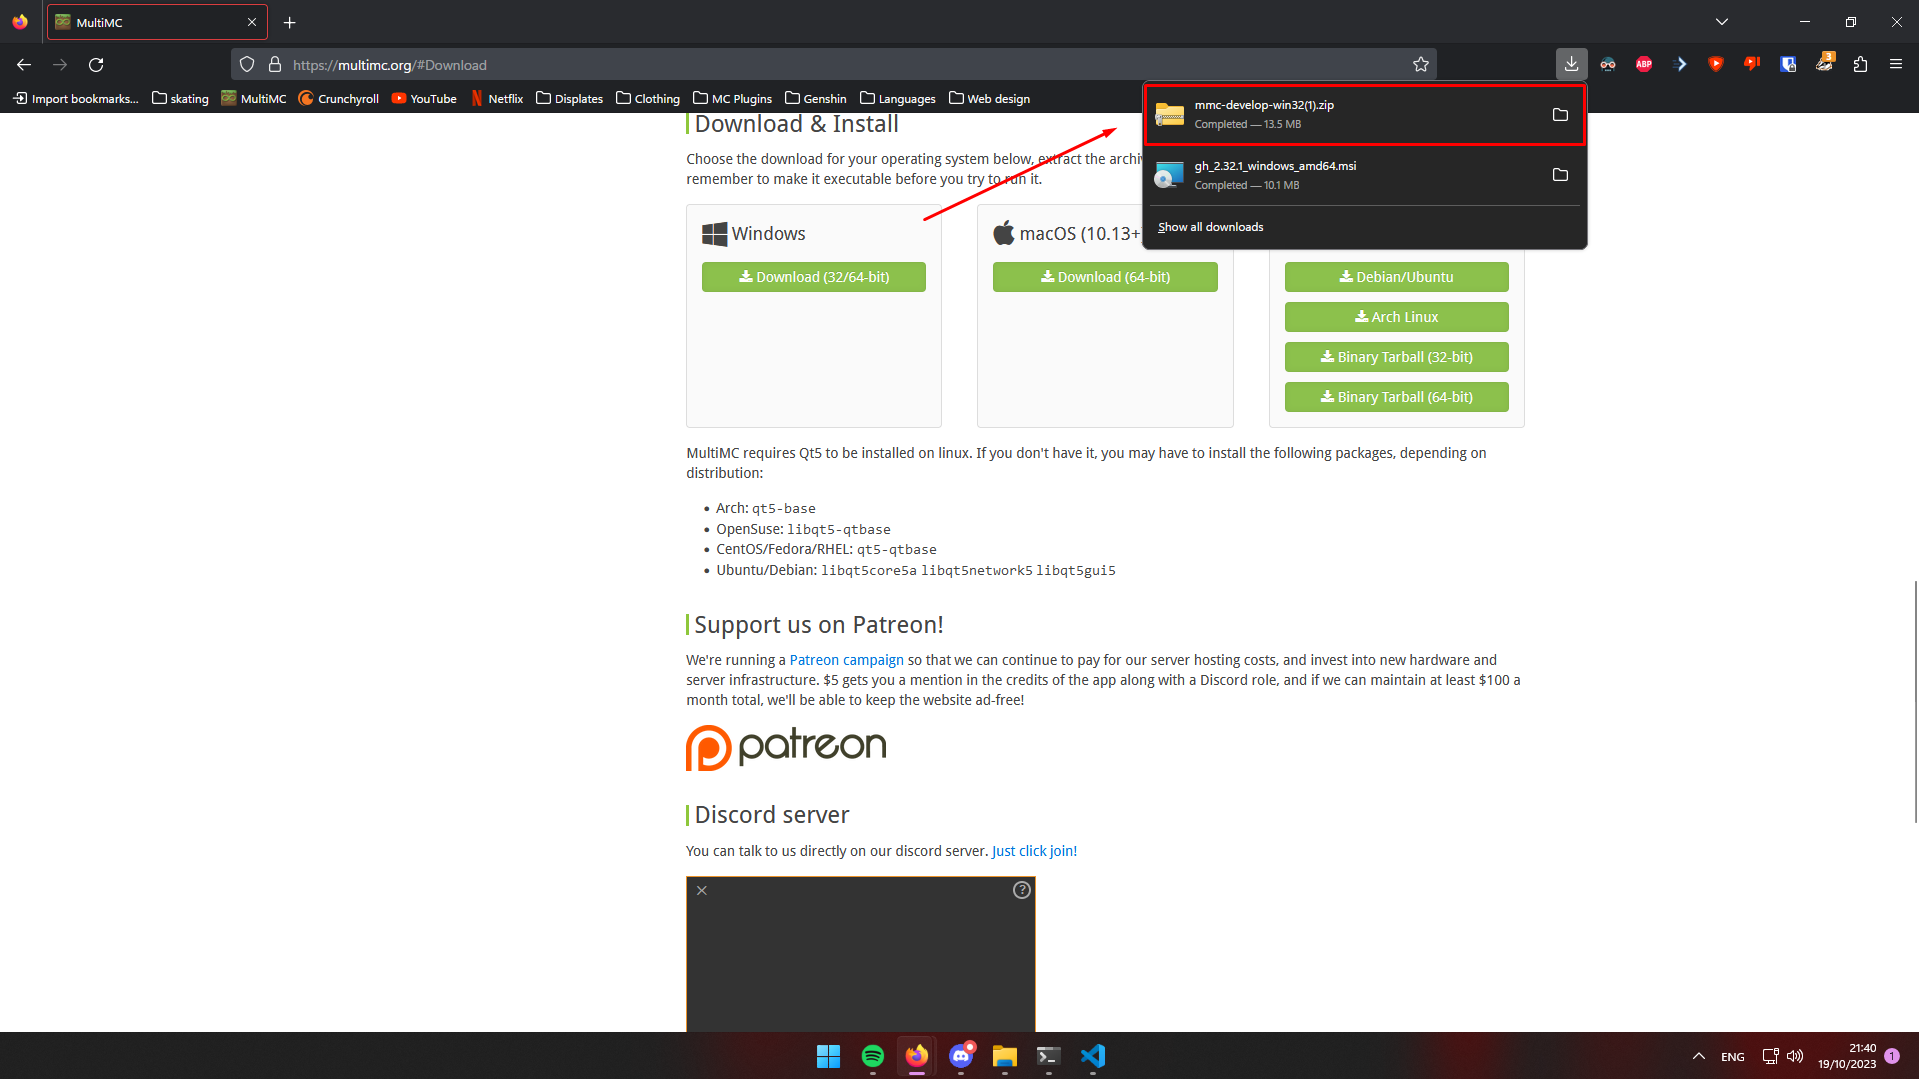 MultiMC
https://multimc.org/#Download
ABP
3
Import bookmarks...
skating
MultiMC
Crunchyroll
YouTube
Netflix
Displates
Clothing
MC Plugins
Genshin
Languages
Web design
mmc-develop-win32(1).zip
Completed — 13.5 MB
gh_2.32.1_windows_amd64.msi
Completed — 10.1 MB
Show all downloads
Download & Install
Choose the download for your operating system below, extract the archi
remember to make it executable before you try to run it.
Windows
Download (32/64-bit)
macOS (10.13+
Download (64-bit)
Debian/Ubuntu
Arch Linux
Binary Tarball (32-bit)
Binary Tarball (64-bit)
MultiMC requires Qt5 to be installed on linux. If you don't have it, you may have to install the following packages, depending on
distribution:
Arch: qt5-base
OpenSuse: libqt5-qtbase
CentOS/Fedora/RHEL: qt5-qtbase
Ubuntu/Debian: libqt5core5a libqt5network5 libqt5gui5
Support us on Patreon!
We're running a Patreon campaign so that we can continue to pay for our server hosting costs, and invest into new hardware and
server infrastructure. $5 gets you a mention in the credits of the app along with a Discord role, and if we can maintain at least $100 a
month total, we'll be able to keep the website ad-free!
patreon
Discord server
You can talk to us directly on our discord server. Just click join!
ENG
21:40
19/10/2023
1